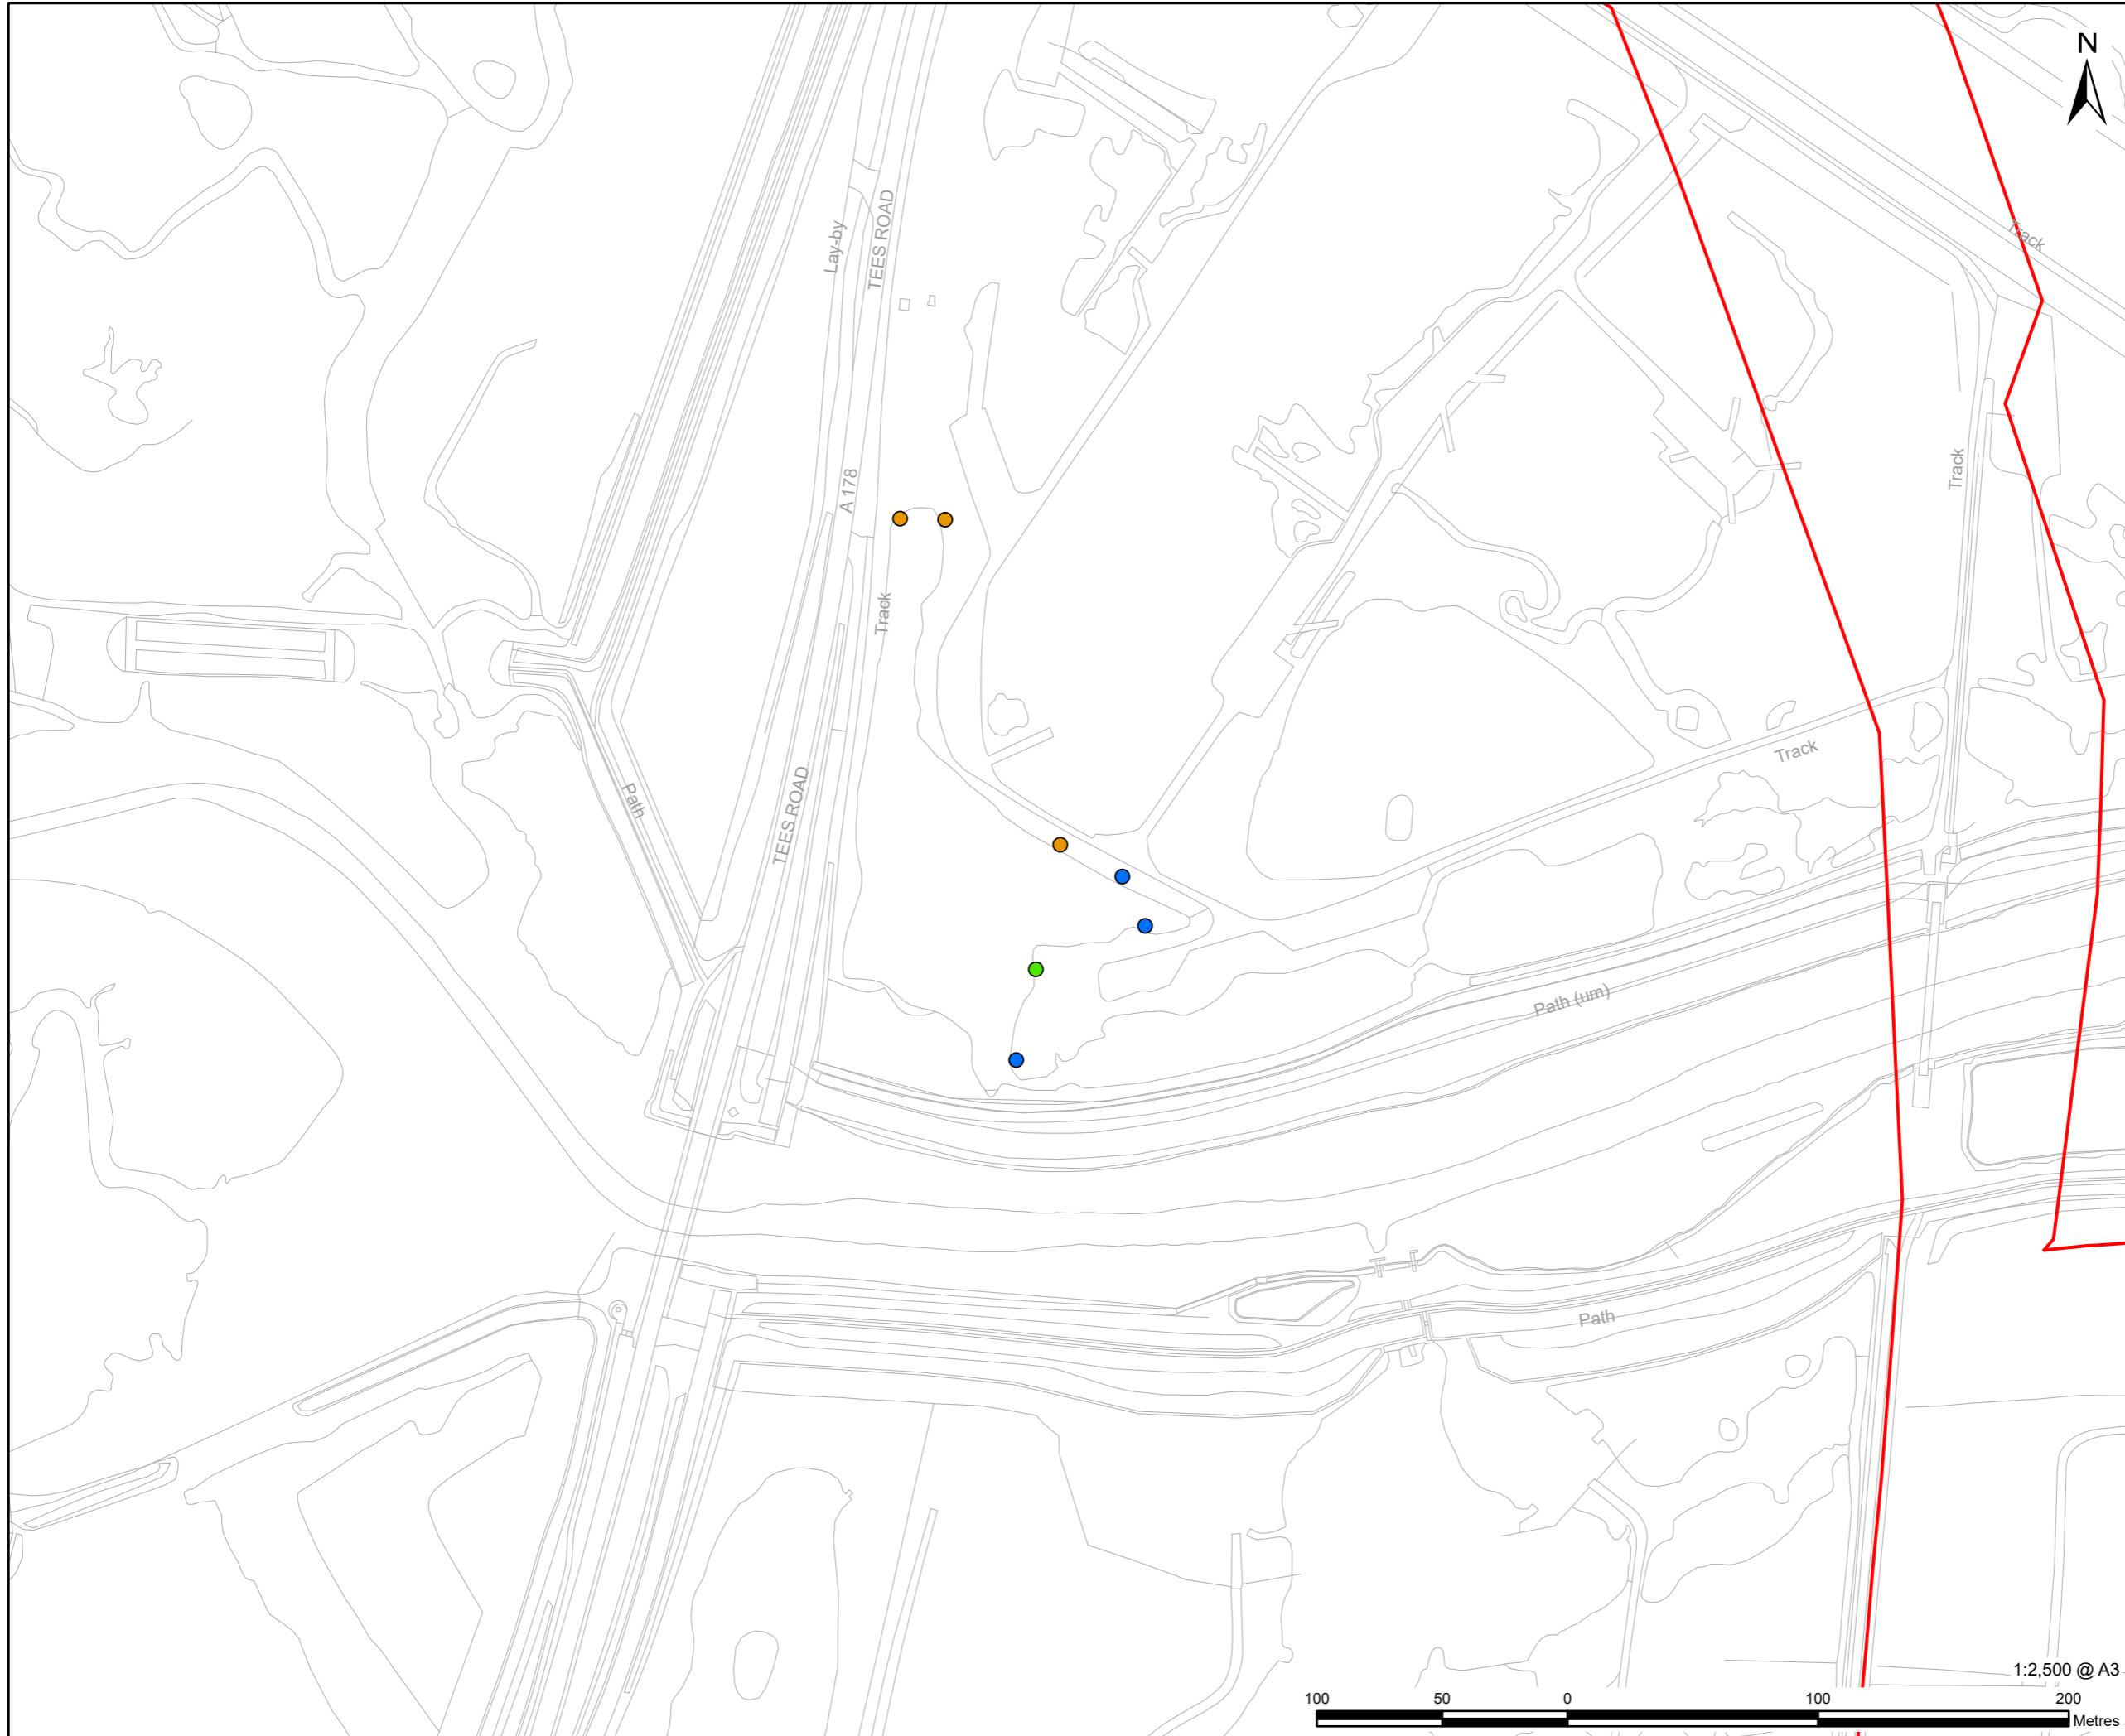 N
Track
Lay-by
TEES ROAD
A 178
Track
Track
Track
Path
TEES ROAD
Path (um)
Path
1:2,500 @ A3
100 50 0 100 200
Metres